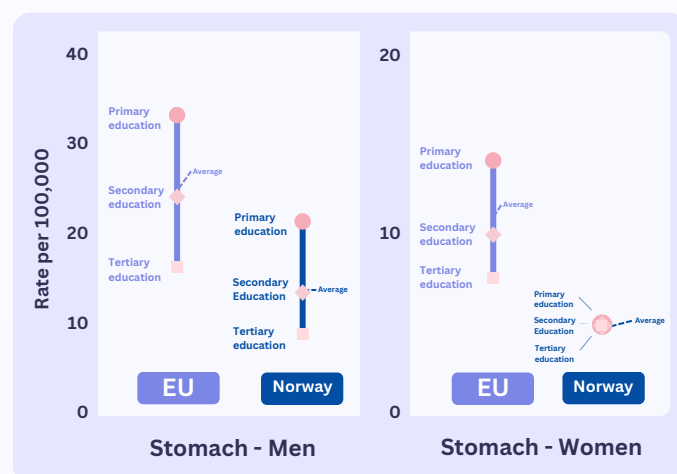 Rate per 100,000
40
30
20
10
0
Primary
education
Average
Secondary
education
Tertiary
education
Primary
education
Secondary
Education
Average
Tertiary
education
EU
Norway
Stomach - Men
20
10
0
Primary
education
Average
Secondary
education
Tertiary
education
Primary
education
Secondary
Education
Average
Tertiary
education
EU
Norway
Stomach - Women